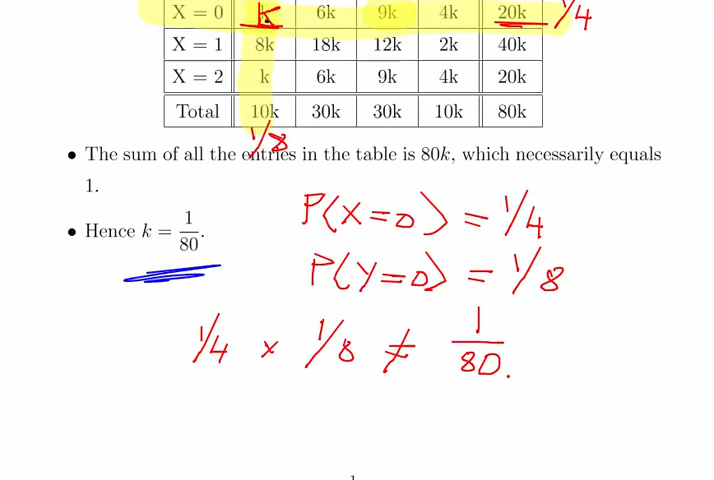 X = 0 k 6k 9k 4k 20k 1/4
X = 1 8k 18k 12k 2k 40k
X = 2 k 6k 9k 4k 20k
Total 10k 30k 30k 10k 80k
1/8
• The sum of all the entries in the table is 80k, which necessarily equals
1.
P(X=0) = 1/4
• Hence k = 1/80.
P(Y=0) = 1/8
1/4 × 1/8 ≠ 1/80.
1